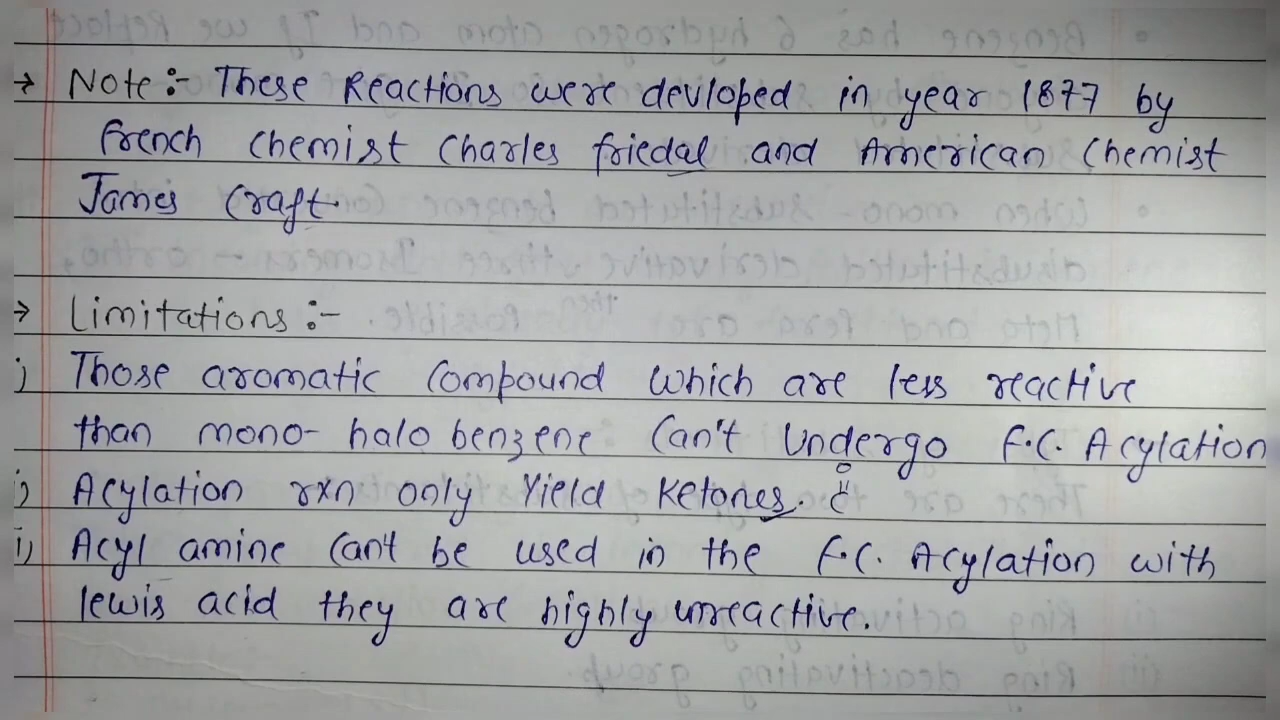 → Note:- These Reactions were devloped in year 1877 by
french chemist Charles friedal and American Chemist
James Craft.
→ Limitations :-
i) Those aromatic Compound which are less reactive
than mono-halo benzene Can't Undergo F.C. Acylation
i) Acylation rxn only Yield Ketones.
i) Acyl amine Can't be used in the F.C. Acylation with
lewis acid they are highly unreactive.